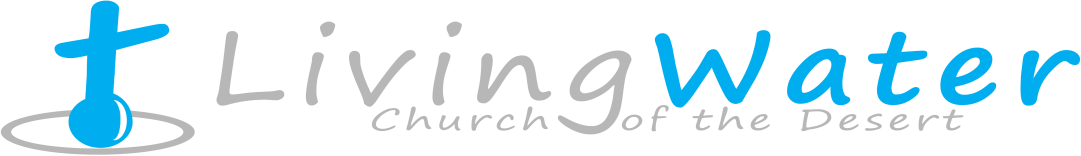 LivingWater
Church of the Desert